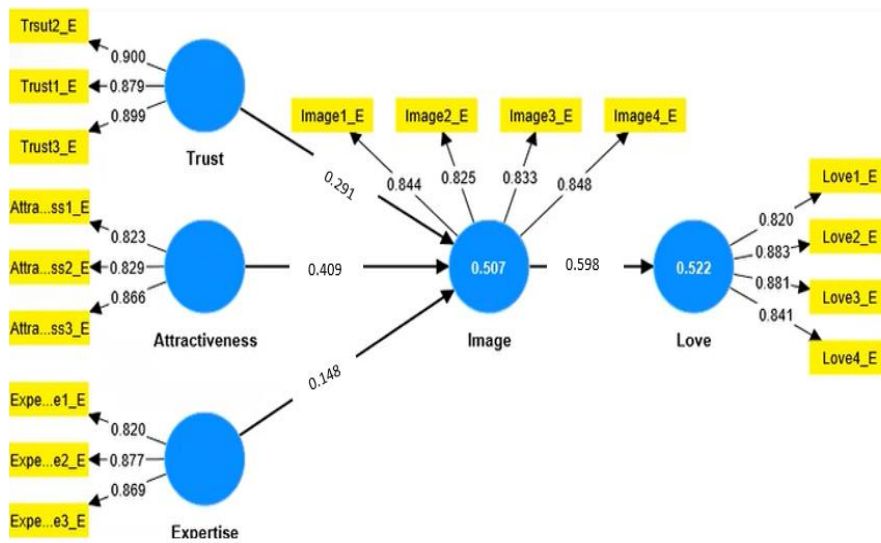 Trsut2_E
0.900
Trust1_E
0.879
0.899
Trust3_E
Trust
Image1_E
Image2_E
Image3_E
Image4_E
0.844
0.825
0.833
0.848
0.291
Attra...ss1_E
0.823
Attra...ss2_E
0.829
0.866
Attra...ss3_E
Attractiveness
0.409
0.507
Image
0.598
0.522
Love
Love1_E
0.820
Love2_E
0.883
0.881
Love3_E
0.841
Love4_E
0.148
Expe...e1_E
0.820
Expe...e2_E
0.877
0.869
Expe...e3_E
Expertise